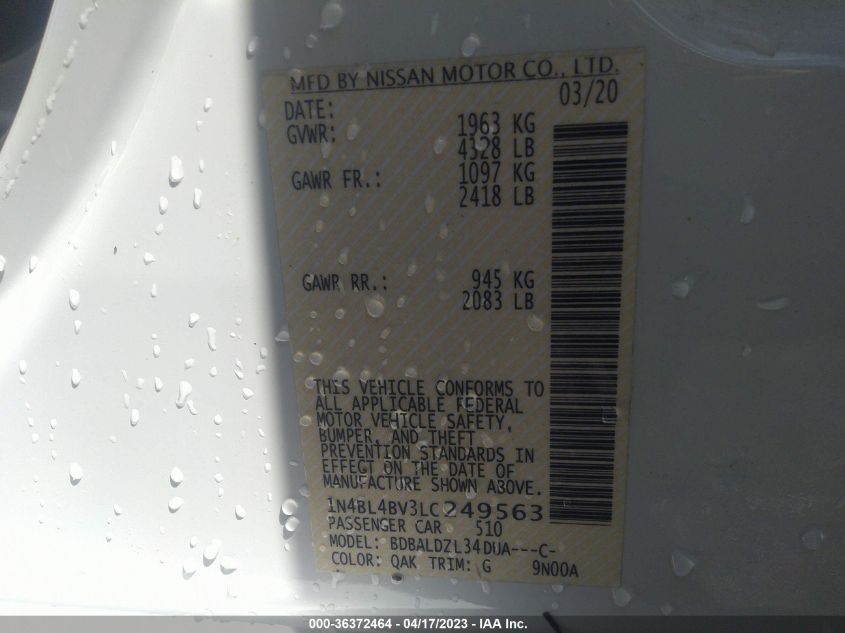 MFD BY NISSAN MOTOR CO., LTD.
DATE: 03/20
GVWR: 1963 KG
4328 LB
GAWR FR.: 1097 KG
2418 LB
GAWR RR.: 945 KG
2083 LB
THIS VEHICLE CONFORMS TO
ALL APPLICABLE FEDERAL
MOTOR VEHICLE SAFETY,
BUMPER, AND THEFT
PREVENTION STANDARDS IN
EFFECT ON THE DATE OF
MANUFACTURE SHOWN ABOVE.
1N4BL4BV3LC249563
PASSENGER CAR 510
MODEL: BDBALDZL34DUA---C-
COLOR: QAK TRIM: G 9N00A
000-36372464 - 04/17/2023 - IAA Inc.